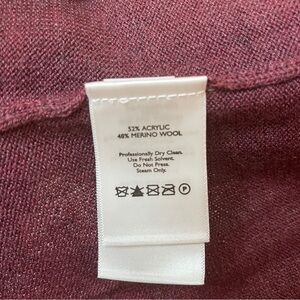 52% ACRYLIC
48% MERINO WOOL
Professionally Dry Clean.
Use Fresh Solvent.
Do Not Press.
Steam Only.
P